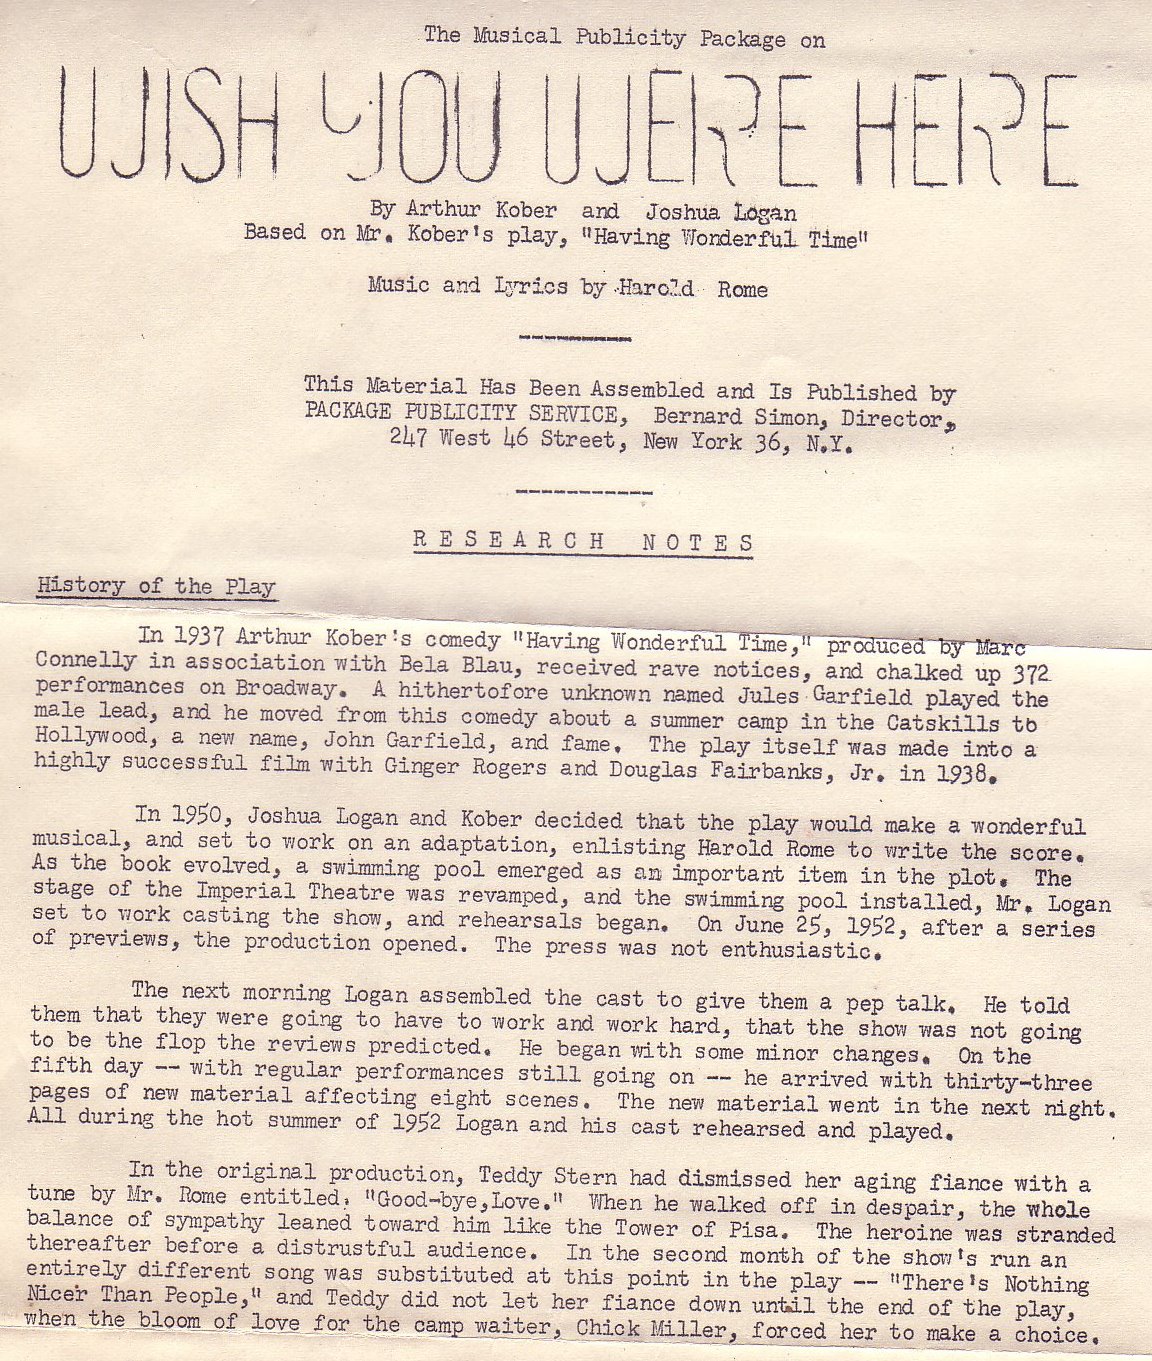 The Musical Publicity Package on
WISH YOU WERE HERE
By Arthur Kober and Joshua Logan
Based on Mr. Kober's play, "Having Wonderful Time"
Music and Lyrics by Harold Rome
-----------
This Material Has Been Assembled and Is Published by
PACKAGE PUBLICITY SERVICE, Bernard Simon, Director,
247 West 46 Street, New York 36, N.Y.
------------
RESEARCH NOTES
History of the Play
In 1937 Arthur Kober's comedy "Having Wonderful Time," produced by Marc
Connelly in association with Bela Blau, received rave notices, and chalked up 372
performances on Broadway. A hithertofore unknown named Jules Garfield played the
male lead, and he moved from this comedy about a summer camp in the Catskills to
Hollywood, a new name, John Garfield, and fame. The play itself was made into a
highly successful film with Ginger Rogers and Douglas Fairbanks, Jr. in 1938.
In 1950, Joshua Logan and Kober decided that the play would make a wonderful
musical, and set to work on an adaptation, enlisting Harold Rome to write the score.
As the book evolved, a swimming pool emerged as an important item in the plot. The
stage of the Imperial Theatre was revamped, and the swimming pool installed, Mr. Logan
set to work casting the show, and rehearsals began. On June 25, 1952, after a series
of previews, the production opened. The press was not enthusiastic.
The next morning Logan assembled the cast to give them a pep talk. He told
them that they were going to have to work and work hard, that the show was not going
to be the flop the reviews predicted. He began with some minor changes. On the
fifth day -- with regular performances still going on -- he arrived with thirty-three
pages of new material affecting eight scenes. The new material went in the next night.
All during the hot summer of 1952 Logan and his cast rehearsed and played.
In the original production, Teddy Stern had dismissed her aging fiance with a
tune by Mr. Rome entitled, "Good-bye,Love." When he walked off in despair, the whole
balance of sympathy leaned toward him like the Tower of Pisa. The heroine was stranded
thereafter before a distrustful audience. In the second month of the show's run an
entirely different song was substituted at this point in the play -- "There's Nothing
Nicer Than People," and Teddy did not let her fiance down until the end of the play,
when the bloom of love for the camp waiter, Chick Miller, forced her to make a choice.